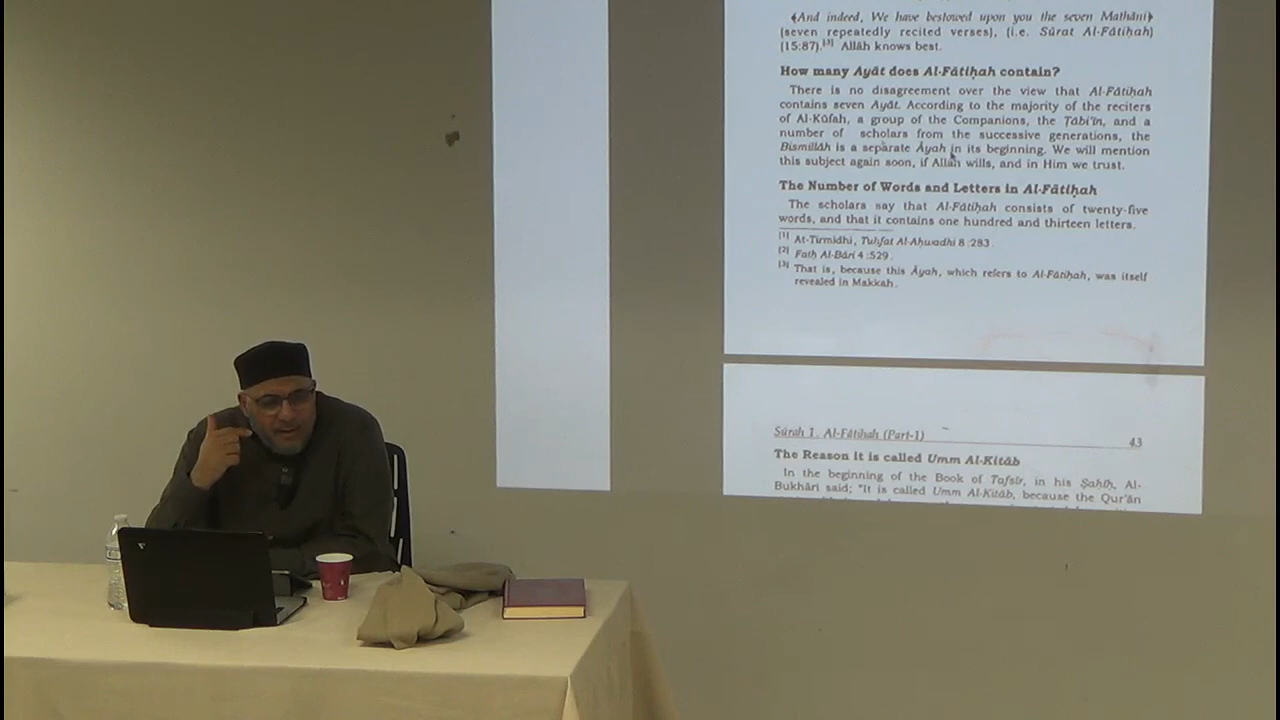 ﴾And indeed, We have bestowed upon you the seven Mathāni﴿
(seven repeatedly recited verses), (i.e. Sūrat Al-Fātiḥah)
(15:87).[3] Allāh knows best.
How many Ayāt does Al-Fātiḥah contain?
There is no disagreement over the view that Al-Fātiḥah
contains seven Ayāt. According to the majority of the reciters
of Al-Kūfah, a group of the Companions, the Tābi'īn, and a
number of scholars from the successive generations, the
Bismillāh is a separate Āyah in its beginning. We will mention
this subject again soon, if Allāh wills, and in Him we trust.
The Number of Words and Letters in Al-Fātiḥah
The scholars say that Al-Fātiḥah consists of twenty-five
words, and that it contains one hundred and thirteen letters.
[1] At-Tirmidhi, Tuḥfat Al-Aḥwadhi 8:283.
[2] Fatḥ Al-Bāri 4:529.
[3] That is, because this Āyah, which refers to Al-Fātiḥah, was itself
revealed in Makkah.
Sūrah 1. Al-Fātiḥah (Part-1) 43
The Reason it is called Umm Al-Kitāb
In the beginning of the Book of Tafsīr, in his Ṣaḥīḥ, Al-
Bukhāri said; "It is called Umm Al-Kitāb, because the Qur'ān